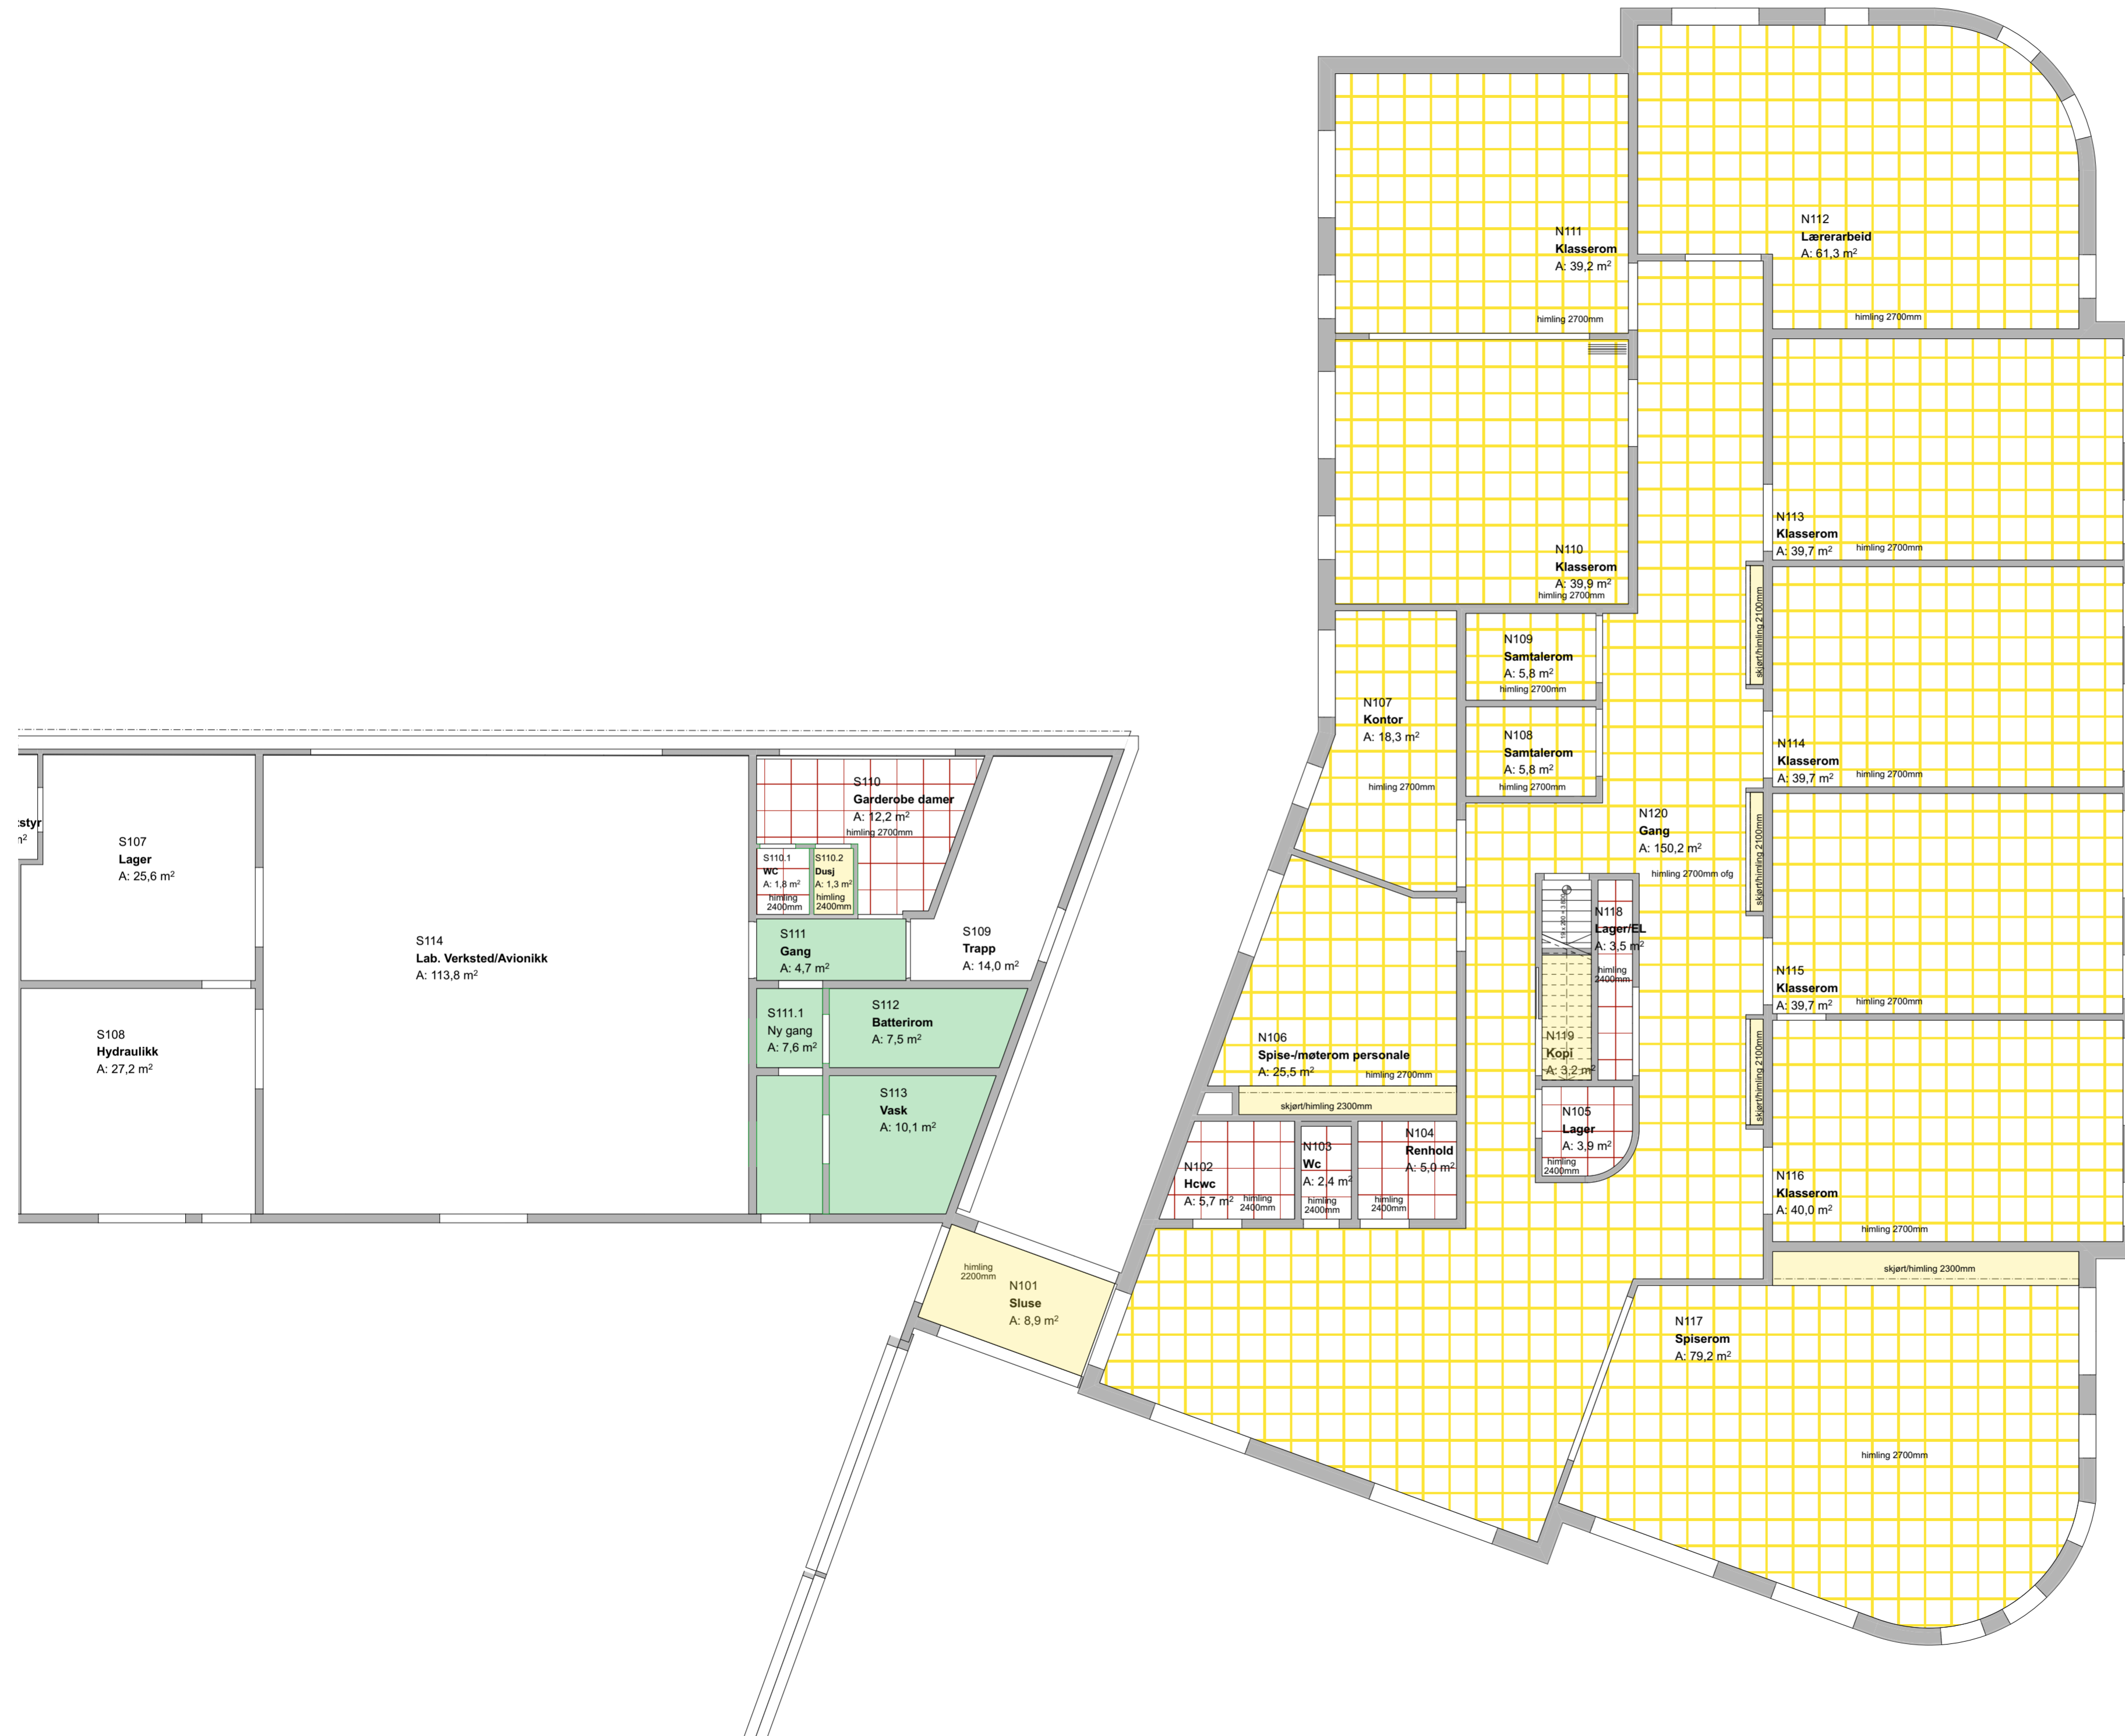 N112
Lærerarbeid
A: 61,3 m²
himling 2700mm
N111
Klasserom
A: 39,2 m²
himling 2700mm
N110
Klasserom
A: 39,9 m²
himling 2700mm
N113
Klasserom
A: 39,7 m²
himling 2700mm
skjørt/himling 2100mm
N109
Samtalerom
A: 5,8 m²
himling 2700mm
N107
Kontor
A: 18,3 m²
himling 2700mm
N108
Samtalerom
A: 5,8 m²
himling 2700mm
N114
Klasserom
A: 39,7 m²
himling 2700mm
N120
Gang
A: 150,2 m²
himling 2700mm ofg
skjørt/himling 2100mm
styr
m²
S107
Lager
A: 25,6 m²
S110
Garderobe damer
A: 12,2 m²
himling 2700mm
S110.1
WC
A: 1,8 m²
himling
2400mm
S110.2
Dusj
A: 1,3 m²
himling
2400mm
S114
Lab. Verksted/Avionikk
A: 113,8 m²
S111
Gang
A: 4,7 m²
S109
Trapp
A: 14,0 m²
N118
Lager/EL
A: 3,5 m²
himling
2400mm
N115
Klasserom
A: 39,7 m²
himling 2700mm
S108
Hydraulikk
A: 27,2 m²
S111.1
Ny gang
A: 7,6 m²
S112
Batterirom
A: 7,5 m²
N106
Spise-/møterom personale
A: 25,5 m²
himling 2700mm
skjørt/himling 2300mm
N119
Kopi
A: 3,2 m²
skjørt/himling 2100mm
S113
Vask
A: 10,1 m²
N105
Lager
A: 3,9 m²
himling
2400mm
N102
Hcwc
A: 5,7 m²
himling
2400mm
N103
Wc
A: 2,4 m²
himling
2400mm
N104
Renhold
A: 5,0 m²
himling
2400mm
N116
Klasserom
A: 40,0 m²
himling 2700mm
skjørt/himling 2300mm
himling
2200mm
N101
Sluse
A: 8,9 m²
N117
Spiserom
A: 79,2 m²
himling 2700mm